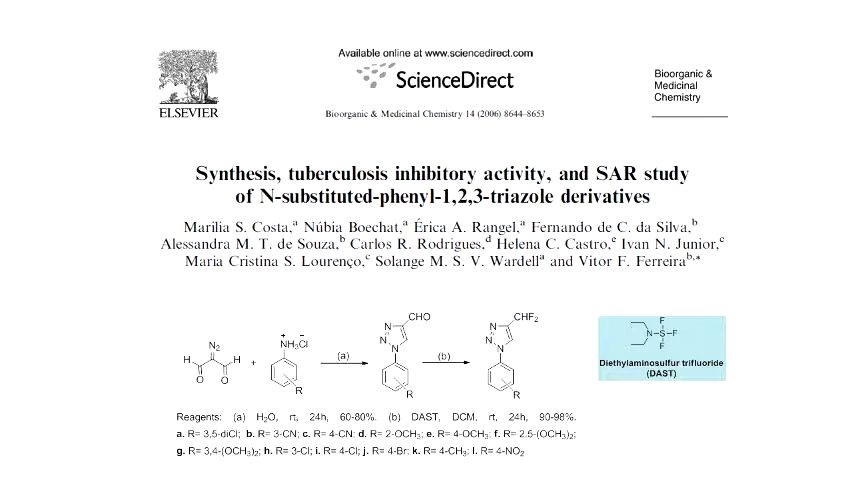 Available online at www.sciencedirect.com
ScienceDirect
ELSEVIER
Bioorganic &
Medicinal
Chemistry
Bioorganic & Medicinal Chemistry 14 (2006) 8644–8653
Synthesis, tuberculosis inhibitory activity, and SAR study
of N-substituted-phenyl-1,2,3-triazole derivatives
Marilia S. Costa,ᵃ Núbia Boechat,ᵃ Érica A. Rangel,ᵃ Fernando de C. da Silva,ᵇ
Alessandra M. T. de Souza,ᵇ Carlos R. Rodrigues,ᵈ Helena C. Castro,ᵉ Ivan N. Junior,ᶜ
Maria Cristina S. Lourenço,ᶜ Solange M. S. V. Wardellᵃ and Vitor F. Ferreiraᵇ,*
N₂
H H
O O
+
+ −
NH₃Cl
R
(a)
CHO
N
N
N
R
(b)
CHF₂
N
N
N
R
F
N–S–F
F
Diethylaminosulfur trifluoride
(DAST)
Reagents: (a) H₂O, rt, 24h, 60-80%. (b) DAST, DCM, rt, 24h, 90-98%.
a. R= 3,5-diCl; b. R= 3-CN; c. R= 4-CN; d. R= 2-OCH₃; e. R= 4-OCH₃; f. R= 2,5-(OCH₃)₂;
g. R= 3,4-(OCH₃)₂; h. R= 3-Cl; i. R= 4-Cl; j. R= 4-Br; k. R= 4-CH₃; l. R= 4-NO₂